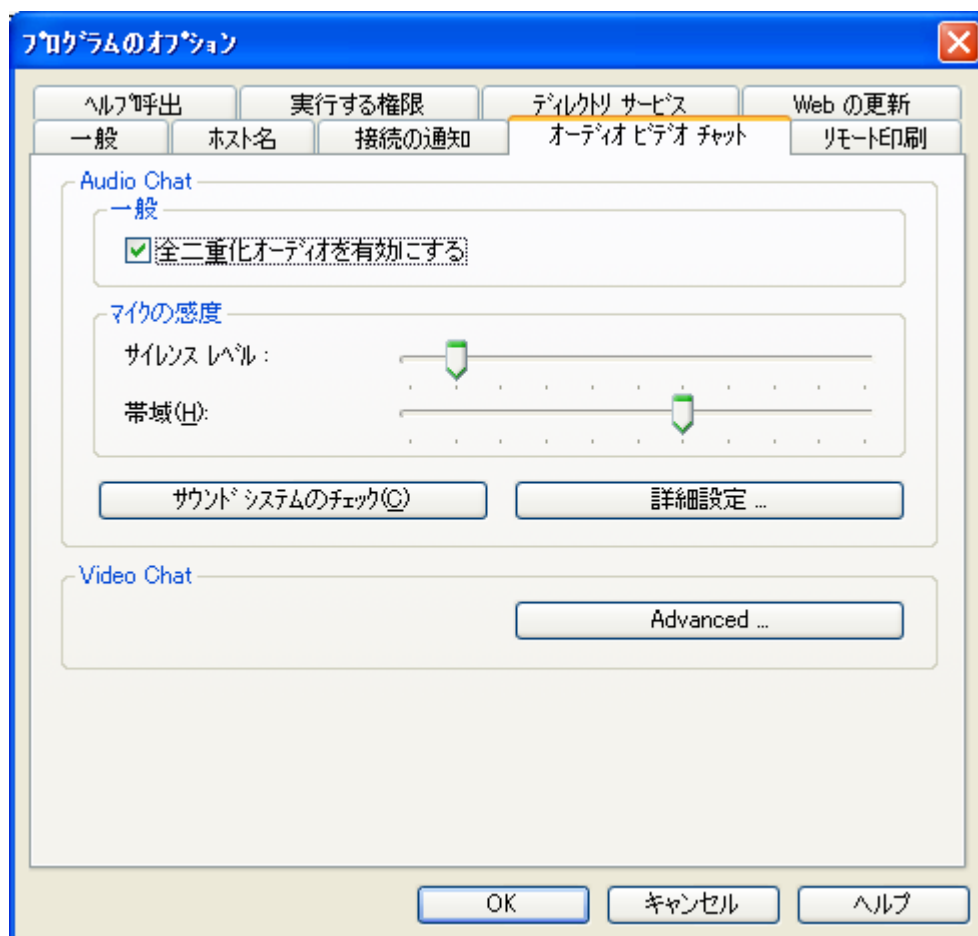 プログラムのオプション
ヘルプ呼出 実行する権限 ディレクトリ サービス Web の更新
一般 ホスト名 接続の通知 オーディオ ビデオ チャット リモート印刷
Audio Chat
一般
全二重化オーディオを有効にする
マイクの感度
サイレンス レベル :
帯域(H):
サウンド システムのチェック(C) 詳細設定 ...
Video Chat
Advanced ...
OK キャンセル ヘルプ